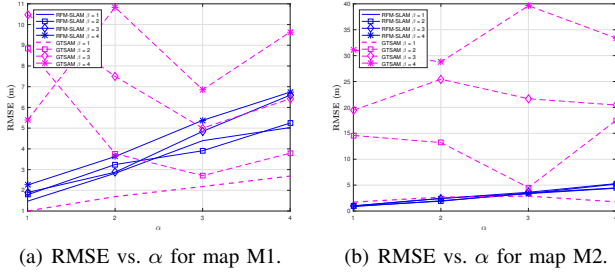 11
10
9
8
7
6
5
4
3
2
1
RMSE (m)
RFM-SLAM β = 1
RFM-SLAM β = 2
RFM-SLAM β = 3
RFM-SLAM β = 4
GTSAM β = 1
GTSAM β = 2
GTSAM β = 3
GTSAM β = 4
1 2 3 4
α
(a) RMSE vs. α for map M1.
40
35
30
25
20
15
10
5
0
RMSE (m)
RFM-SLAM β = 1
RFM-SLAM β = 2
RFM-SLAM β = 3
RFM-SLAM β = 4
GTSAM β = 1
GTSAM β = 2
GTSAM β = 3
GTSAM β = 4
1 2 3 4
α
(b) RMSE vs. α for map M2.